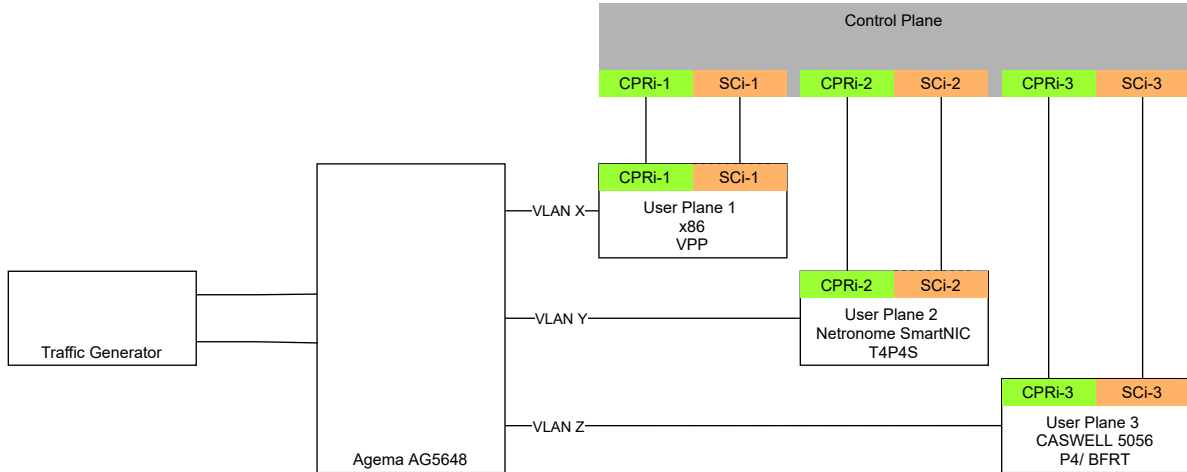 Control Plane
CPRi-1 SCi-1 CPRi-2 SCi-2 CPRi-3 SCi-3
CPRi-1 SCi-1
User Plane 1
x86
VPP
VLAN X
CPRi-2 SCi-2
User Plane 2
Netronome SmartNIC
T4P4S
VLAN Y
Traffic Generator
CPRi-3 SCi-3
User Plane 3
CASWELL 5056
P4/ BFRT
VLAN Z
Agema AG5648